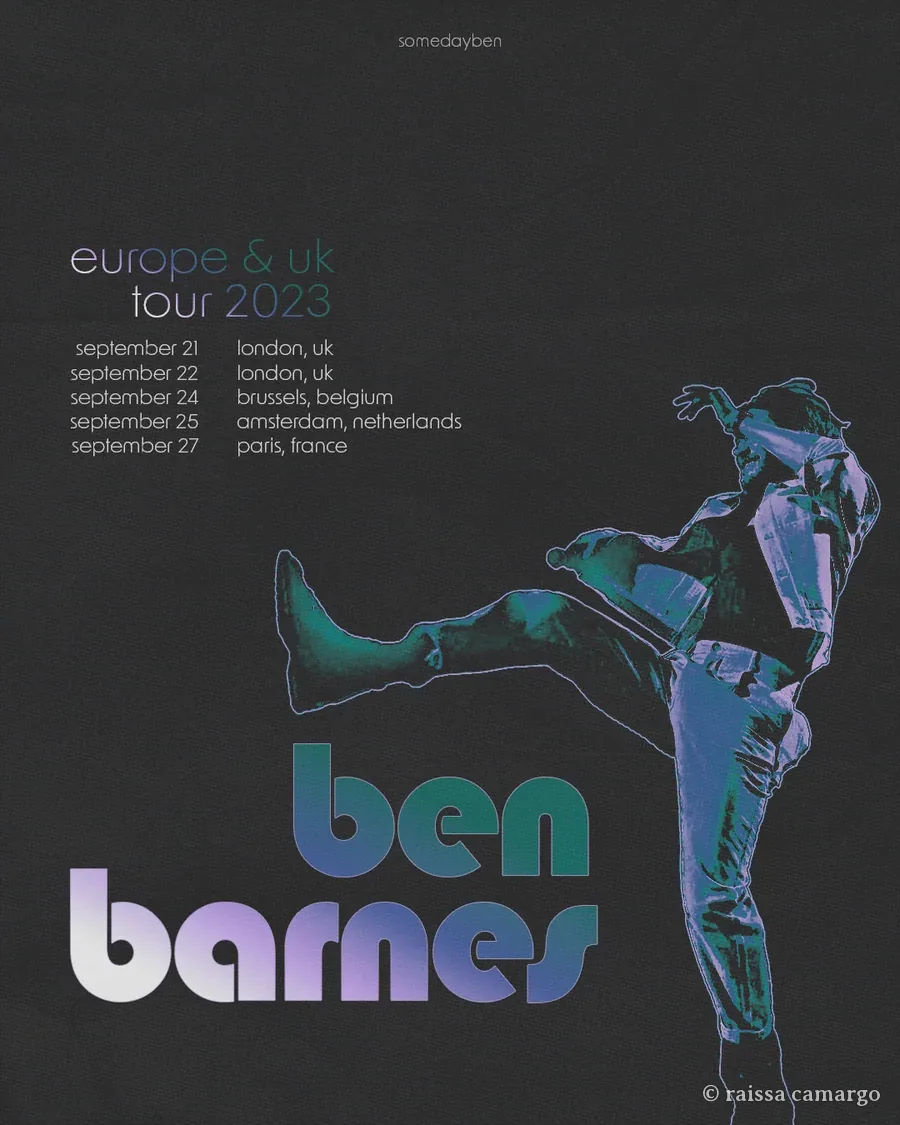 somedayben
europe & uk
tour 2023
september 21 london, uk
september 22 london, uk
september 24 brussels, belgium
september 25 amsterdam, netherlands
september 27 paris, france
ben
barnes
© raissa camargo